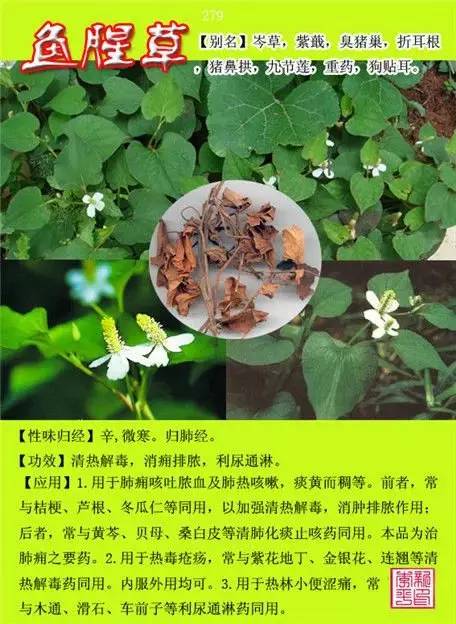 279
鱼腥草
【别名】岑草，紫蕺，臭猪巢，折耳根
，猪鼻拱，九节莲，重药，狗贴耳。
【性味归经】辛,微寒。归肺经。
【功效】清热解毒，消痈排脓，利尿通淋。
【应用】1.用于肺痈咳吐脓血及肺热咳嗽，痰黄而稠等。前者，常
与桔梗、芦根、冬瓜仁等同用，以加强清热解毒，消肿排脓作用；
后者，常与黄芩、贝母、桑白皮等清肺化痰止咳药同用。本品为治
肺痈之要药。2.用于热毒疮疡，常与紫花地丁、金银花、连翘等清
热解毒药同用。内服外用均可。3.用于热林小便涩痛，常
与木通、滑石、车前子等利尿通淋药同用。